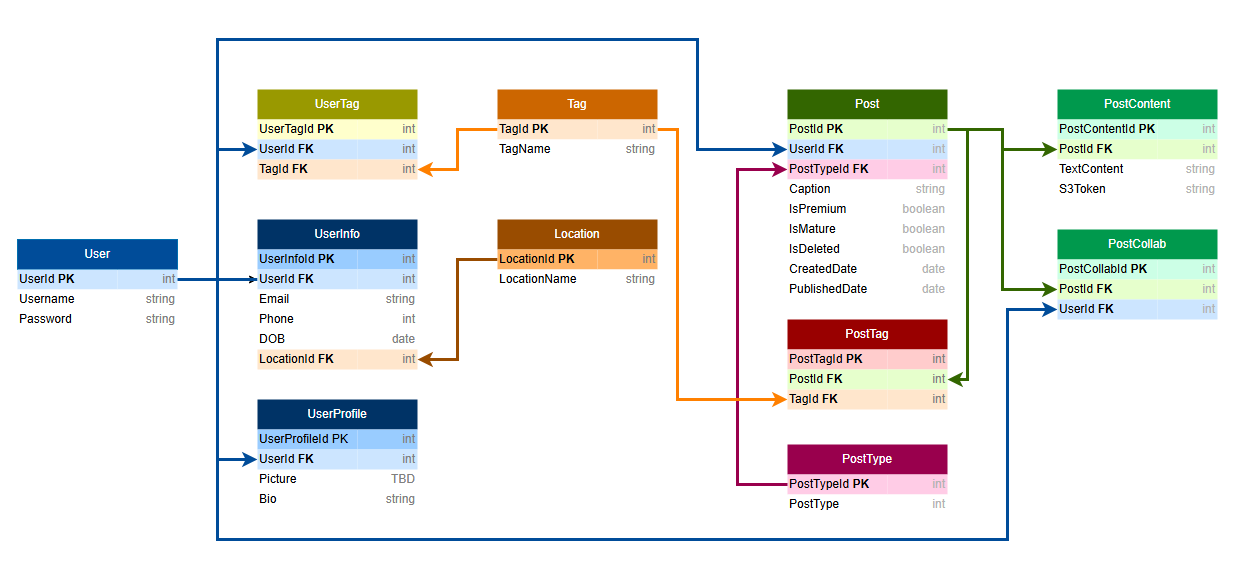 User
UserId PK int
Username string
Password string
UserTag
UserTagId PK int
UserId FK int
TagId FK int
UserInfo
UserInfoId PK int
UserId FK int
Email string
Phone int
DOB date
LocationId FK int
UserProfile
UserProfileId PK int
UserId FK int
Picture TBD
Bio string
Tag
TagId PK int
TagName string
Location
LocationId PK int
LocationName string
Post
PostId PK int
UserId FK int
PostTypeId FK int
Caption string
IsPremium boolean
IsMature boolean
IsDeleted boolean
CreatedDate date
PublishedDate date
PostTag
PostTagId PK int
PostId FK int
TagId FK int
PostType
PostTypeId PK int
PostType int
PostContent
PostContentId PK int
PostId FK int
TextContent string
S3Token string
PostCollab
PostCollabId PK int
PostId FK int
UserId FK int